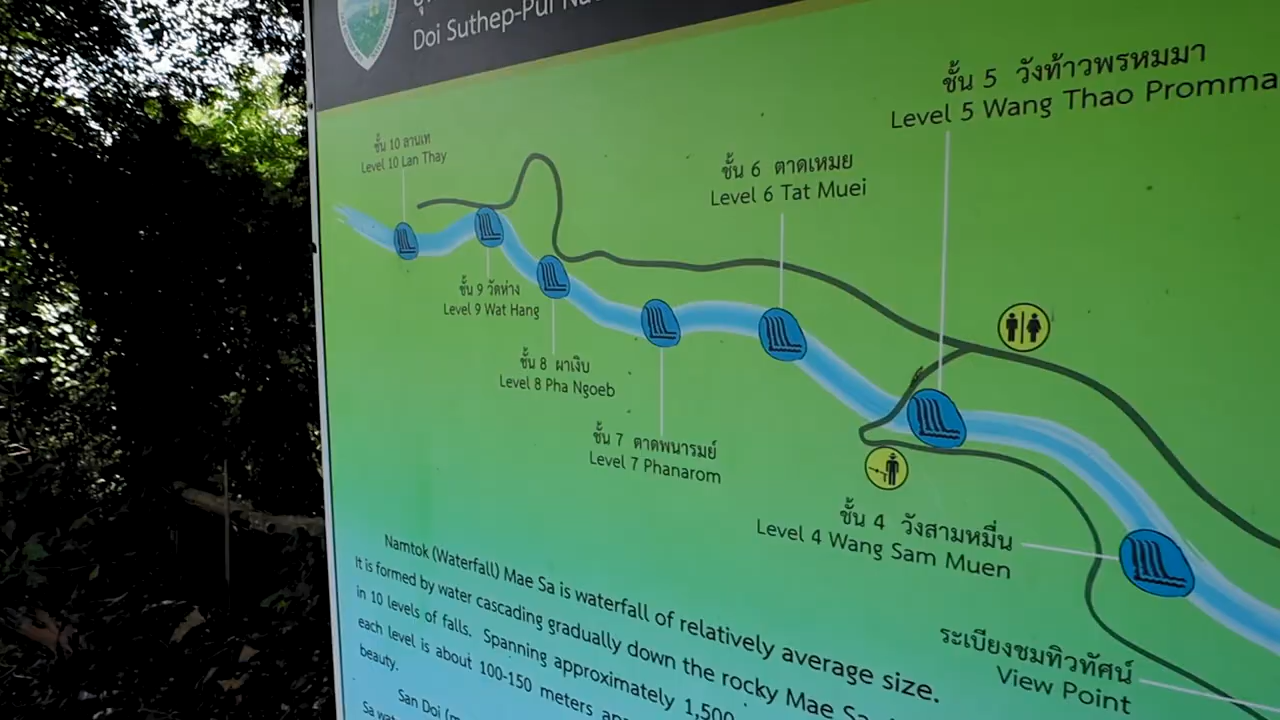 Doi Suthep-Pui
ชั้น 5 วังท้าวพรหมมา
Level 5 Wang Thao Promma
ชั้น 10 ลานเท
Level 10 Lan Thay
ชั้น 6 ตาดเหมย
Level 6 Tat Muei
ชั้น 9 วัดห่าง
Level 9 Wat Hang
ชั้น 8 ผาเงิบ
Level 8 Pha Ngoeb
ชั้น 7 ตาดพนารมย์
Level 7 Phanarom
ชั้น 4 วังสามหมื่น
Level 4 Wang Sam Muen
ระเบียงชมทิวทัศน์
View Point
Namtok (Waterfall) Mae Sa is waterfall of relatively average size.
It is formed by water cascading gradually down the rocky Mae Sa
in 10 levels of falls. Spanning approximately 1,500
each level is about 100-150 meters
beauty.
San Doi